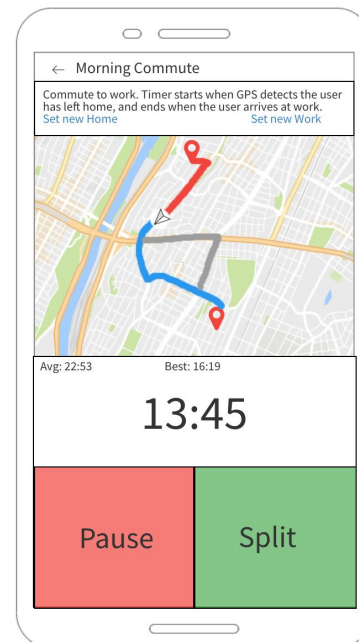 ← Morning Commute
Commute to work. Timer starts when GPS detects the user
has left home, and ends when the user arrives at work.
Set new Home Set new Work
Avg: 22:53 Best: 16:19
13:45
Pause Split